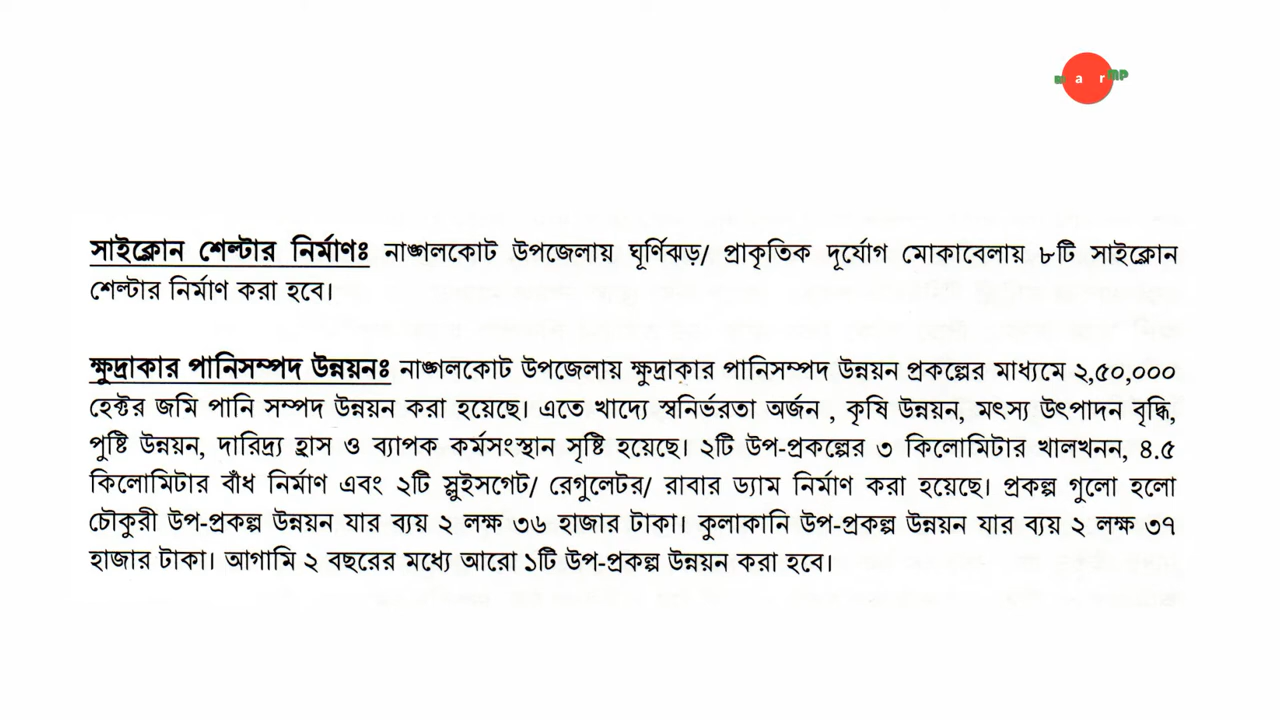 a r MP
সাইক্লোন শেল্টার নির্মাণঃ নাঙ্গলকোট উপজেলায় ঘূর্ণিঝড়/ প্রাকৃতিক দূর্যোগ মোকাবেলায় ৮টি সাইক্লোন
শেল্টার নির্মাণ করা হবে।
ক্ষুদ্রাকার পানিসম্পদ উন্নয়নঃ নাঙ্গলকোট উপজেলায় ক্ষুদ্রাকার পানিসম্পদ উন্নয়ন প্রকল্পের মাধ্যমে ২,৫০,০০০
হেক্টর জমি পানি সম্পদ উন্নয়ন করা হয়েছে। এতে খাদ্যে স্বনির্ভরতা অর্জন , কৃষি উন্নয়ন, মৎস্য উৎপাদন বৃদ্ধি,
পুষ্টি উন্নয়ন, দারিদ্র্য হ্রাস ও ব্যাপক কর্মসংস্থান সৃষ্টি হয়েছে। ২টি উপ-প্রকল্পের ৩ কিলোমিটার খালখনন, ৪.৫
কিলোমিটার বাঁধ নির্মাণ এবং ২টি স্লুইসগেট/ রেগুলেটর/ রাবার ড্যাম নির্মাণ করা হয়েছে। প্রকল্প গুলো হলো
চৌকুরী উপ-প্রকল্প উন্নয়ন যার ব্যয় ২ লক্ষ ৩৬ হাজার টাকা। কুলাকানি উপ-প্রকল্প উন্নয়ন যার ব্যয় ২ লক্ষ ৩৭
হাজার টাকা। আগামি ২ বছরের মধ্যে আরো ১টি উপ-প্রকল্প উন্নয়ন করা হবে।